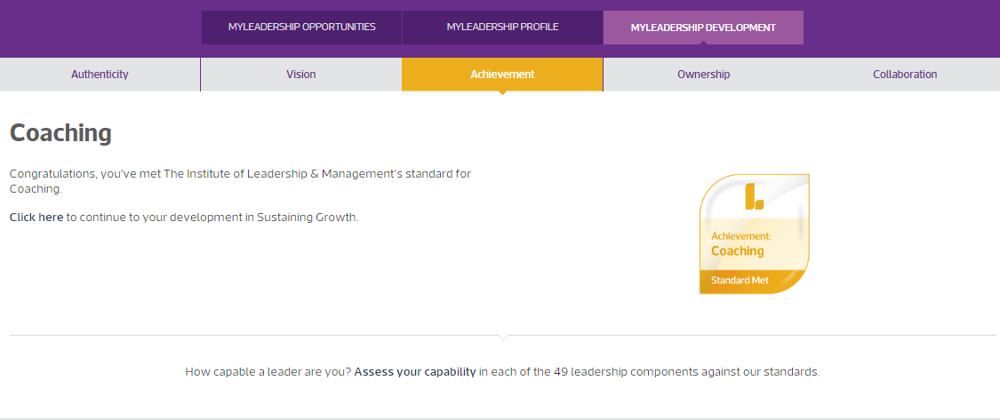 MYLEADERSHIP OPPORTUNITIES
MYLEADERSHIP PROFILE
MYLEADERSHIP DEVELOPMENT
Authenticity
Vision
Achievement
Ownership
Collaboration
Coaching
Congratulations, you've met The Institute of Leadership & Management's standard for
Coaching.
Click here to continue to your development in Sustaining Growth.
Achievement:
Coaching
Standard Met
How capable a leader are you? Assess your capability in each of the 49 leadership components against our standards.